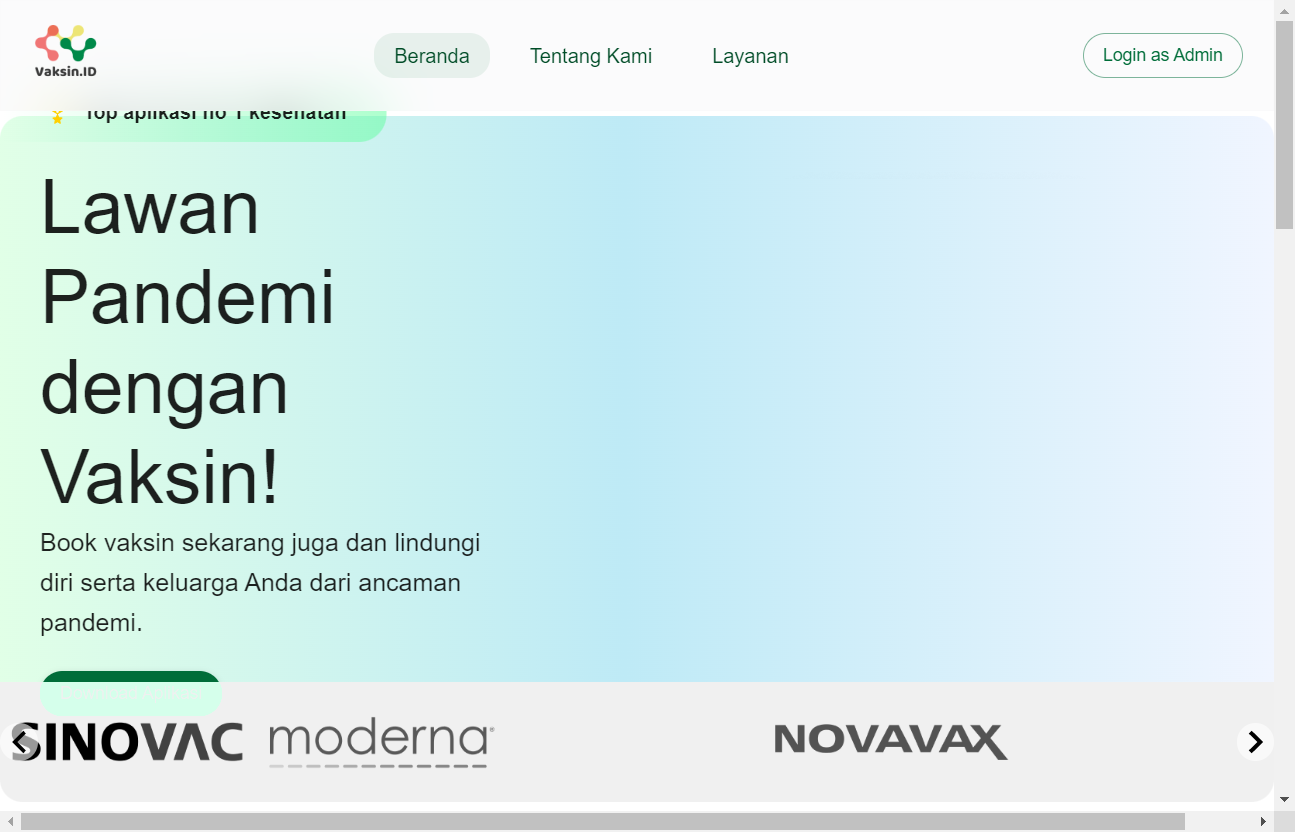 Vaksin.ID
Beranda
Tentang Kami
Layanan
Login as Admin
Top aplikasi no 1 kesehatan
Lawan
Pandemi
dengan
Vaksin!
Book vaksin sekarang juga dan lindungi
diri serta keluarga Anda dari ancaman
pandemi.
SINOVAC
moderna
NOVAVAX